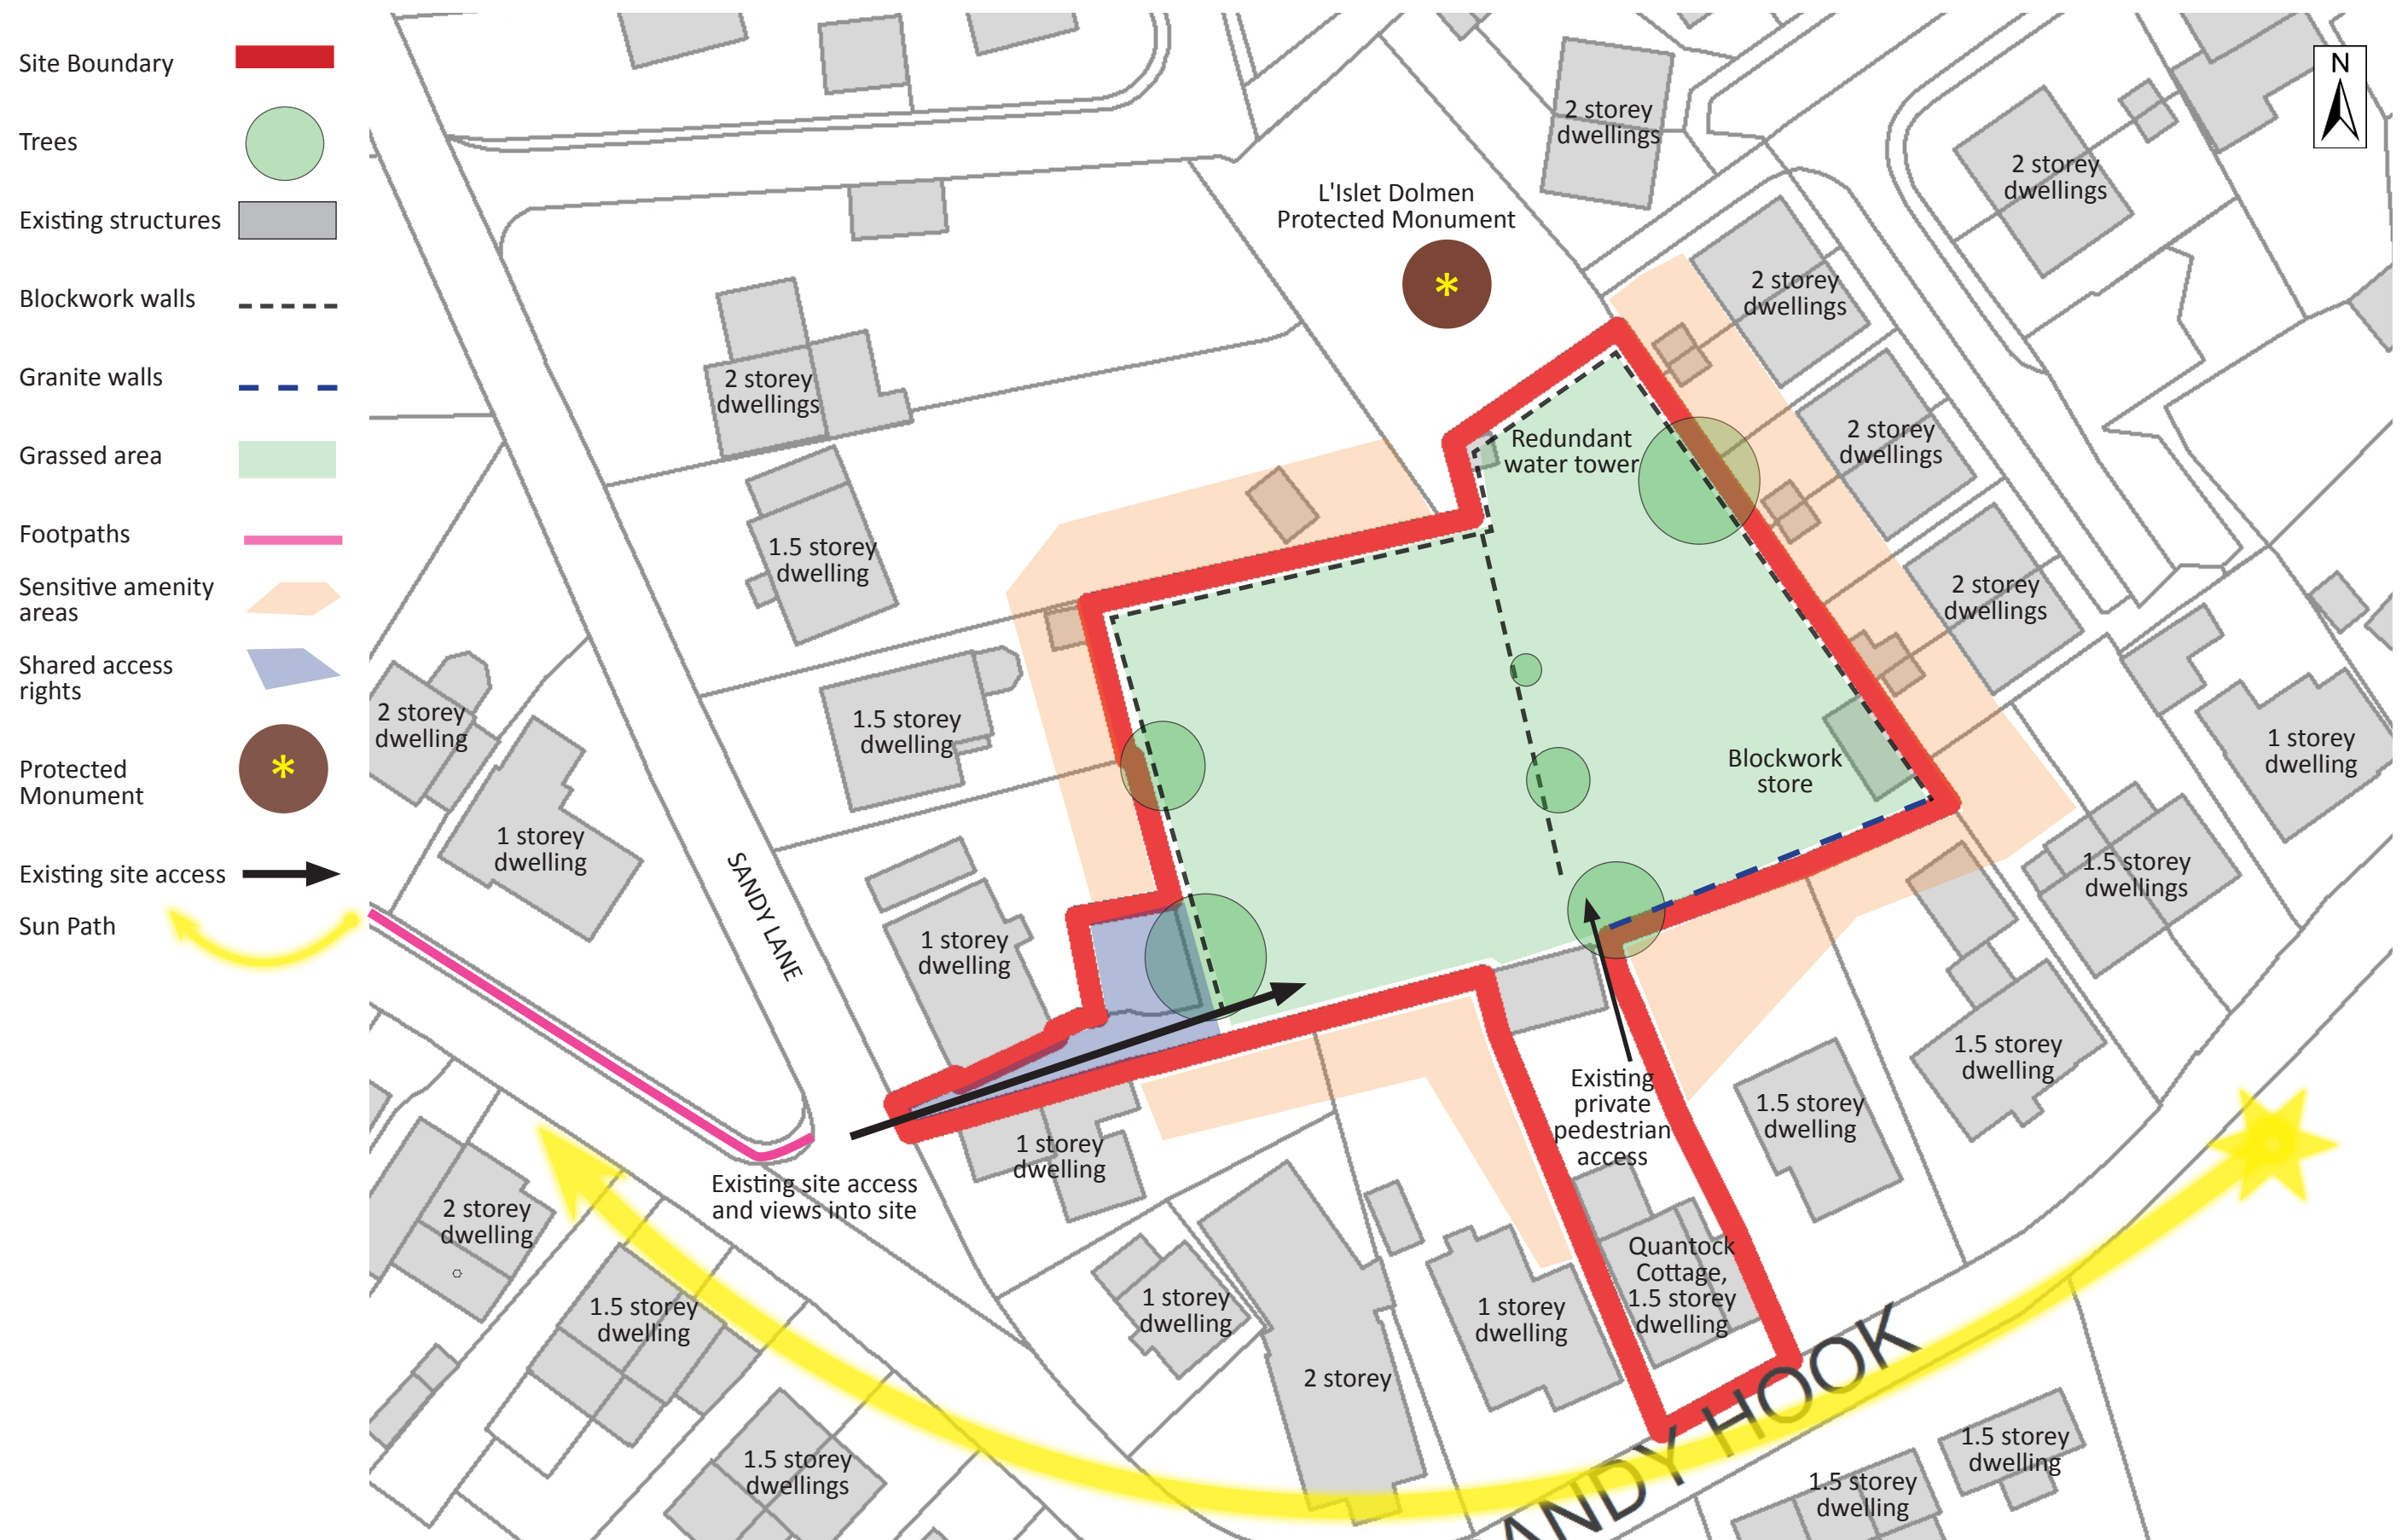 Site Boundary
Trees
Existing structures
Blockwork walls
Granite walls
Grassed area
Footpaths
Sensitive amenity
areas
Shared access
rights
Protected
Monument
*
Existing site access
Sun Path
N
2 storey
dwellings
2 storey
dwellings
L'Islet Dolmen
Protected Monument
*
2 storey
dwellings
2 storey
dwellings
2 storey
dwellings
Redundant
water tower
2 storey
dwellings
1.5 storey
dwelling
1.5 storey
dwelling
2 storey
dwelling
1 storey
dwelling
SANDY LANE
1 storey
dwelling
Blockwork
store
1 storey
dwelling
1.5 storey
dwellings
1.5 storey
dwelling
1.5 storey
dwelling
Existing
private
pedestrian
access
1 storey
dwelling
Existing site access
and views into site
2 storey
dwelling
1.5 storey
dwelling
1.5 storey
dwellings
1 storey
dwelling
2 storey
1 storey
dwelling
Quantock
Cottage,
1.5 storey
dwelling
ANDY HOOK
1.5 storey
dwelling
1.5 storey
dwelling